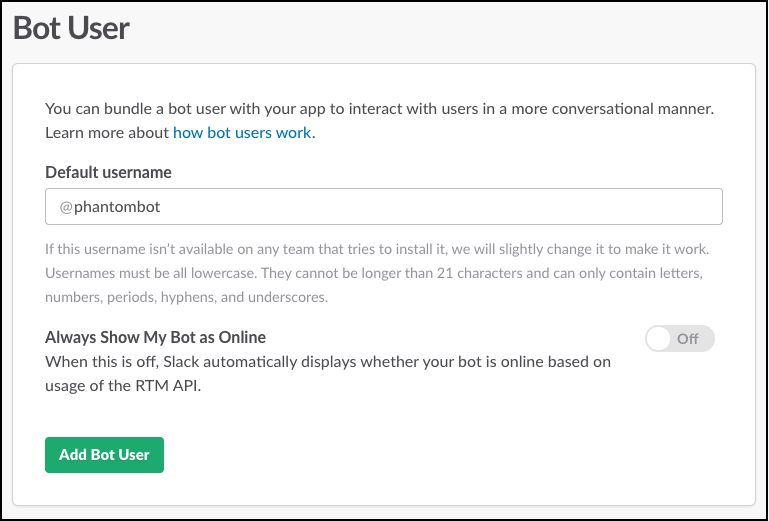 Bot User
You can bundle a bot user with your app to interact with users in a more conversational manner.
Learn more about how bot users work.
Default username
@phantombot
If this username isn't available on any team that tries to install it, we will slightly change it to make it work.
Usernames must be all lowercase. They cannot be longer than 21 characters and can only contain letters,
numbers, periods, hyphens, and underscores.
Always Show My Bot as Online
Off
When this is off, Slack automatically displays whether your bot is online based on
usage of the RTM API.
Add Bot User